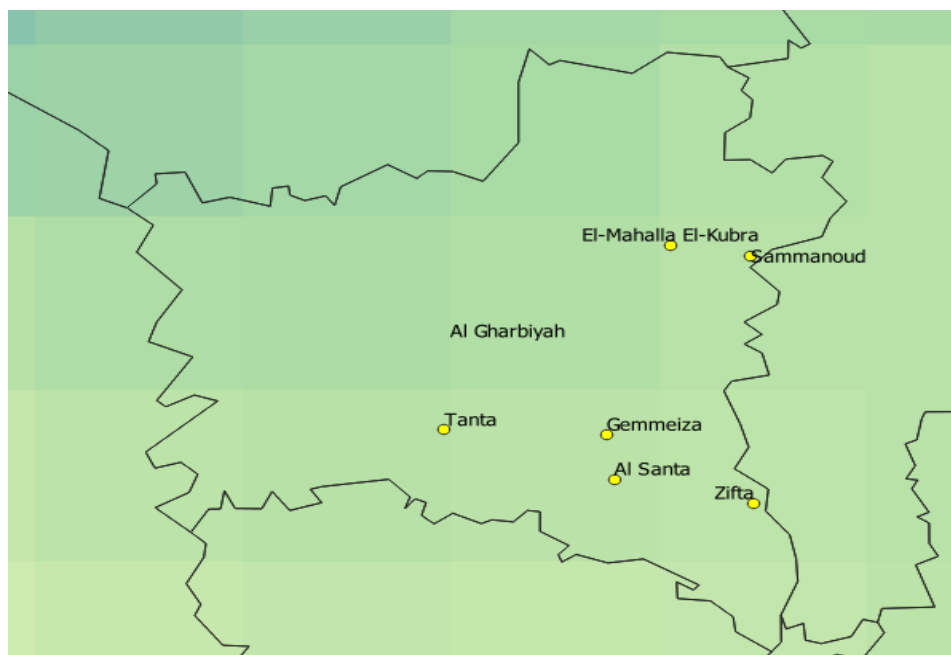 El-Mahalla El-Kubra
Sammanoud
Al Gharbiyah
Tanta
Gemmeiza
Al Santa
Zifta